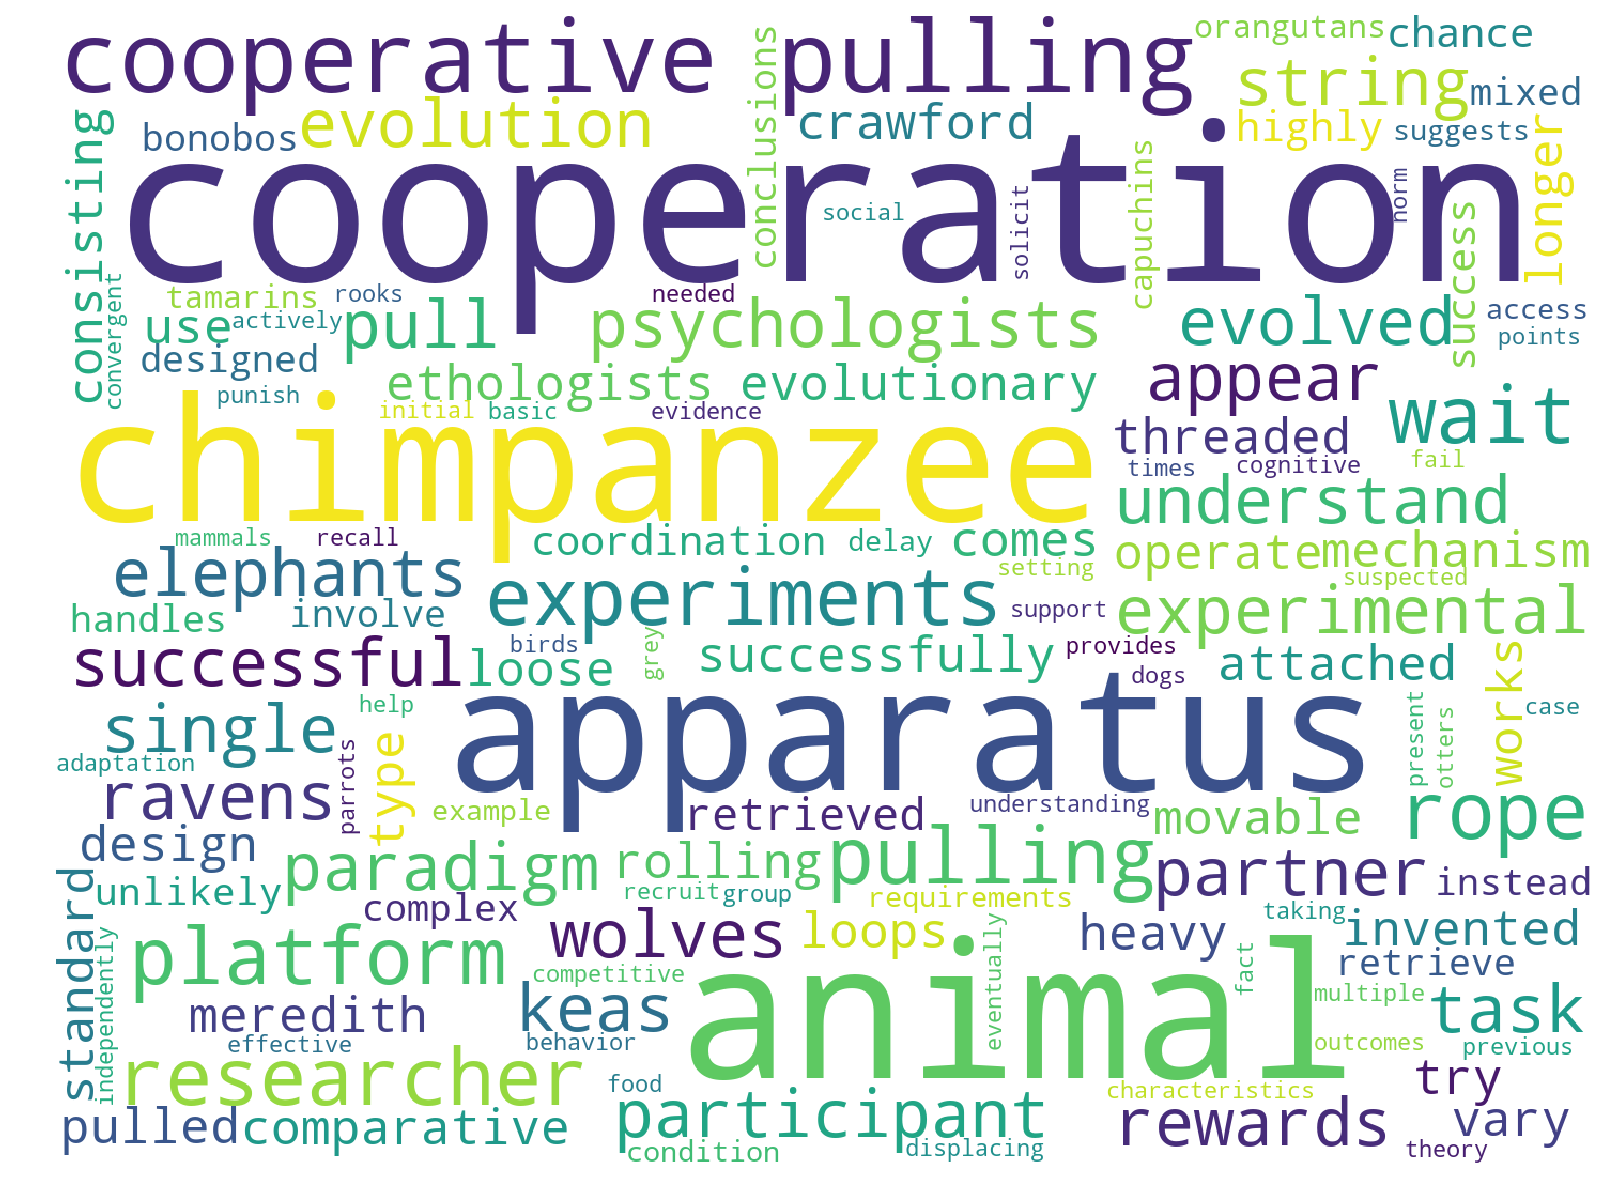 cooperative pulling
orangutans
chance
conclusions
string
mixed
consisting
bonobos
evolution
crawford
highly
suggests
longer
cooperation
social
solicit
capuchins
norm
success
convergent
tamarins
rooks
needed
use
actively
pull
psychologists
evolved
access
points
designed
punish
ethologists
evolutionary
appear
wait
chimpanzee
initial
basic
evidence
threaded
times
cognitive
fail
understand
mammals
recall
coordination
delay
comes
operate
mechanism
elephants
experiments
setting
suspected
handles
involve
support
experimental
birds
grey
successful
loose
successfully
provides
dogs
attached
works
single
help
type
apparatus
present
otters
case
adaptation
parrots
ravens
example
retrieved
understanding
movable
rope
design
paradigm
rolling
pulling
partner
instead
unlikely
recruit
group
requirements
standard
complex
wolves
loops
heavy
taking
invented
independently
platform
competitive
animal
eventually
fact
retrieve
multiple
meredith
keas
task
effective
behavior
outcomes
previous
researcher
food
characteristics
try
pulled
comparative
participant
rewards
vary
condition
displacing
theory